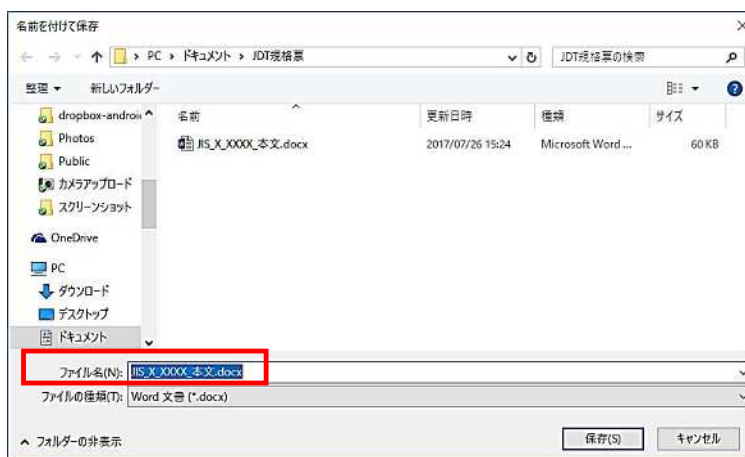 名前を付けて保存
PC › ドキュメント › JDT規格票
JDT規格票の検索
整理 新しいフォルダー
名前 更新日時 種類 サイズ
dropbox-androi
Photos
Public
カメラアップロード
スクリーンショット
OneDrive
PC
ダウンロード
デスクトップ
ドキュメント
JIS_X_XXXX_本文.docx 2017/07/26 15:24 Microsoft Word ... 60 KB
ファイル名(N): JIS_X_XXXX_本文.docx
ファイルの種類(T): Word 文書 (*.docx)
フォルダーの非表示
保存(S) キャンセル